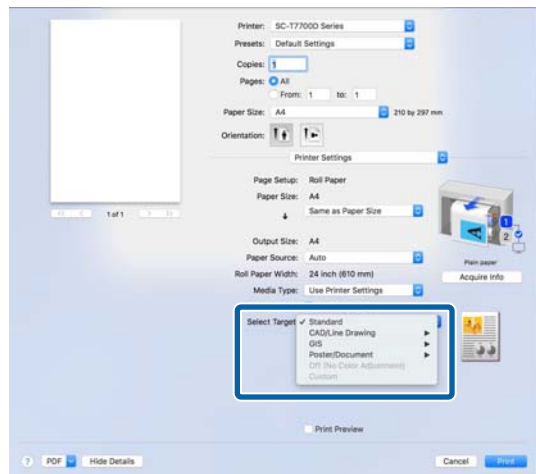 Printer: SC-T7700D Series
Presets: Default Settings
Copies: 1
Pages: All
From: 1 to: 1
Paper Size: A4 210 by 297 mm
Orientation:
Printer Settings
Page Setup: Roll Paper
Paper Size: A4
Same as Paper Size
Output Size: A4
Paper Source: Auto
Roll Paper Width: 24 inch (610 mm)
Media Type: Use Printer Settings
1 of 1
A
1
2
Plain paper
Acquire Info
Select Target ✓ Standard
CAD/Line Drawing
GIS
Poster/Document
Off (No Color Adjustment)
Custom
Print Preview
? PDF Hide Details Cancel Print